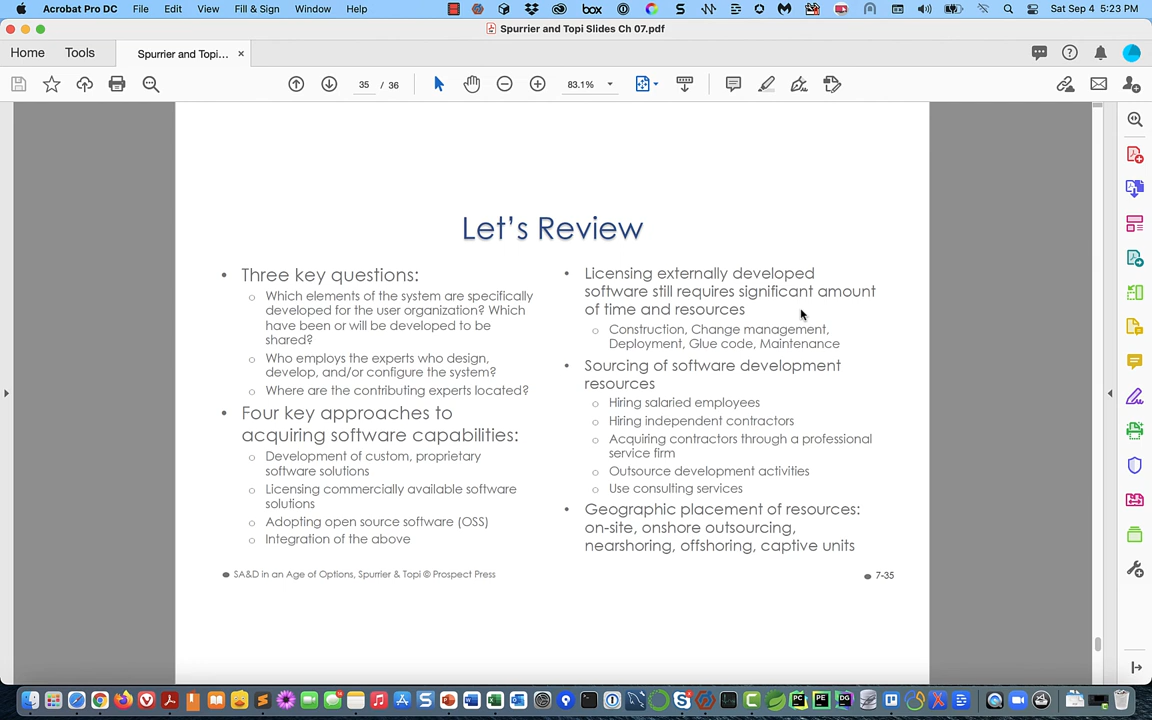 Acrobat Pro DC File Edit View Fill & Sign Window Help
box
Sat Sep 4 5:23 PM
Spurrier and Topi Slides Ch 07.pdf
Home Tools Spurrier and Topi... ×
35 / 36
83.1%
Let's Review
• Three key questions:
o Which elements of the system are specifically
developed for the user organization? Which
have been or will be developed to be
shared?
o Who employs the experts who design,
develop, and/or configure the system?
o Where are the contributing experts located?
• Four key approaches to
acquiring software capabilities:
o Development of custom, proprietary
software solutions
o Licensing commercially available software
solutions
o Adopting open source software (OSS)
o Integration of the above
• Licensing externally developed
software still requires significant amount
of time and resources
o Construction, Change management,
Deployment, Glue code, Maintenance
• Sourcing of software development
resources
o Hiring salaried employees
o Hiring independent contractors
o Acquiring contractors through a professional
service firm
o Outsource development activities
o Use consulting services
• Geographic placement of resources:
on-site, onshore outsourcing,
nearshoring, offshoring, captive units
● SA&D in an Age of Options, Spurrier & Topi © Prospect Press
● 7-35